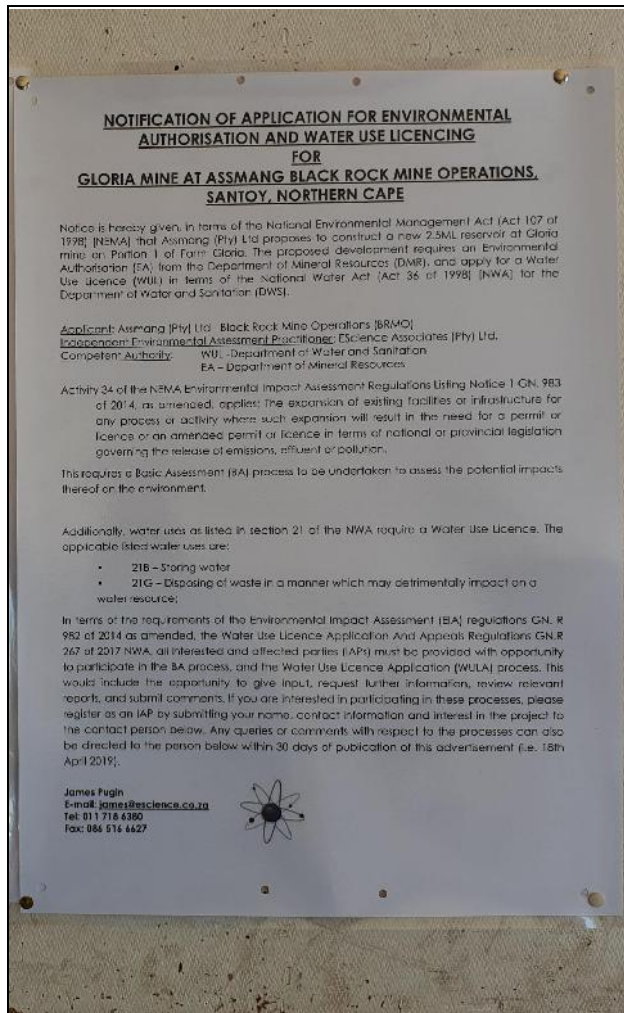 NOTIFICATION OF APPLICATION FOR ENVIRONMENTAL
AUTHORISATION AND WATER USE LICENCING
FOR
GLORIA MINE AT ASSMANG BLACK ROCK MINE OPERATIONS,
SANTOY, NORTHERN CAPE
Notice is hereby given, in terms of the National Environmental Management Act (Act 107 of
1998) [NEMA] that Assmang (Pty) Ltd proposes to construct a new 2.5ML reservoir at Gloria
mine on Portion 1 of Farm Gloria. The proposed development requires an Environmental
Authorisation (EA) from the Department of Mineral Resources (DMR), and apply for a Water
Use Licence (WUL) in terms of the National Water Act (Act 36 of 1998) [NWA] for the
Department of Water and Sanitation (DWS).
Applicant: Assmang (Pty) Ltd Black Rock Mine Operations (BRMO)
Independent Environmental Assessment Practitioner: EScience Associates (Pty) Ltd.
Competent Authority: WUL -Department of Water and Sanitation
EA – Department of Mineral Resources
Activity 34 of the NEMA Environmental Impact Assessment Regulations Listing Notice 1 GN. 983
of 2014, as amended, applies: The expansion of existing facilities or infrastructure for
any process or activity where such expansion will result in the need for a permit or
licence or an amended permit or licence in terms of national or provincial legislation
governing the release of emissions, effluent or pollution.
This requires a Basic Assessment (BA) process to be undertaken to assess the potential impacts
thereof on the environment.
Additionally, water uses as listed in section 21 of the NWA require a Water Use Licence. The
applicable listed water uses are:
• 21B – Storing water
• 21G – Disposing of waste in a manner which may detrimentally impact on a
water resource;
In terms of the requirements of the Environmental Impact Assessment (EIA) regulations GN. R
982 of 2014 as amended, the Water Use Licence Application And Appeals Regulations GN.R
267 of 2017 NWA, all interested and affected parties (IAPs) must be provided with opportunity
to participate in the BA process, and the Water Use Licence Application (WULA) process. This
would include the opportunity to give input, request further information, review relevant
reports, and submit comments. If you are interested in participating in these processes, please
register as an IAP by submitting your name, contact information and interest in the project to
the contact person below. Any queries or comments with respect to the processes can also
be directed to the person below within 30 days of publication of this advertisement (i.e. 18th
April 2019).
James Pugin
E-mail: james@escience.co.za
Tel: 011 718 6380
Fax: 086 516 6627